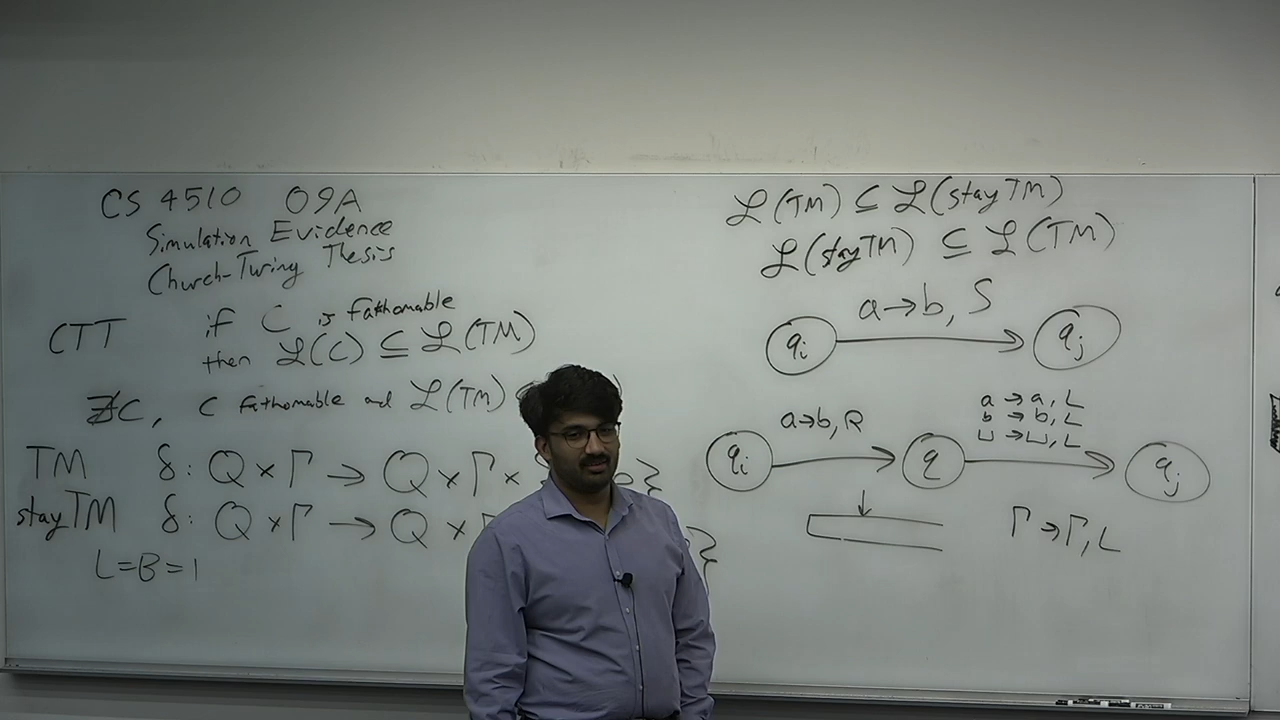 CS 4510 09A
Simulation Evidence
Church-Turing Thesis
CTT if C is Fathomable
then ℒ(C) ⊆ ℒ(TM)
∄C, C Fathomable and ℒ(TM)
TM δ: Q × Γ → Q × Γ × { }
stayTM δ: Q × Γ → Q × Γ }
L=B=1
ℒ(TM) ⊆ ℒ(stayTM)
ℒ(stayTM) ⊆ ℒ(TM)
a→b, S
qi qj
a→b, R
a→a, L
b→b, L
⊔→⊔, L
qi q qj
Γ→Γ, L